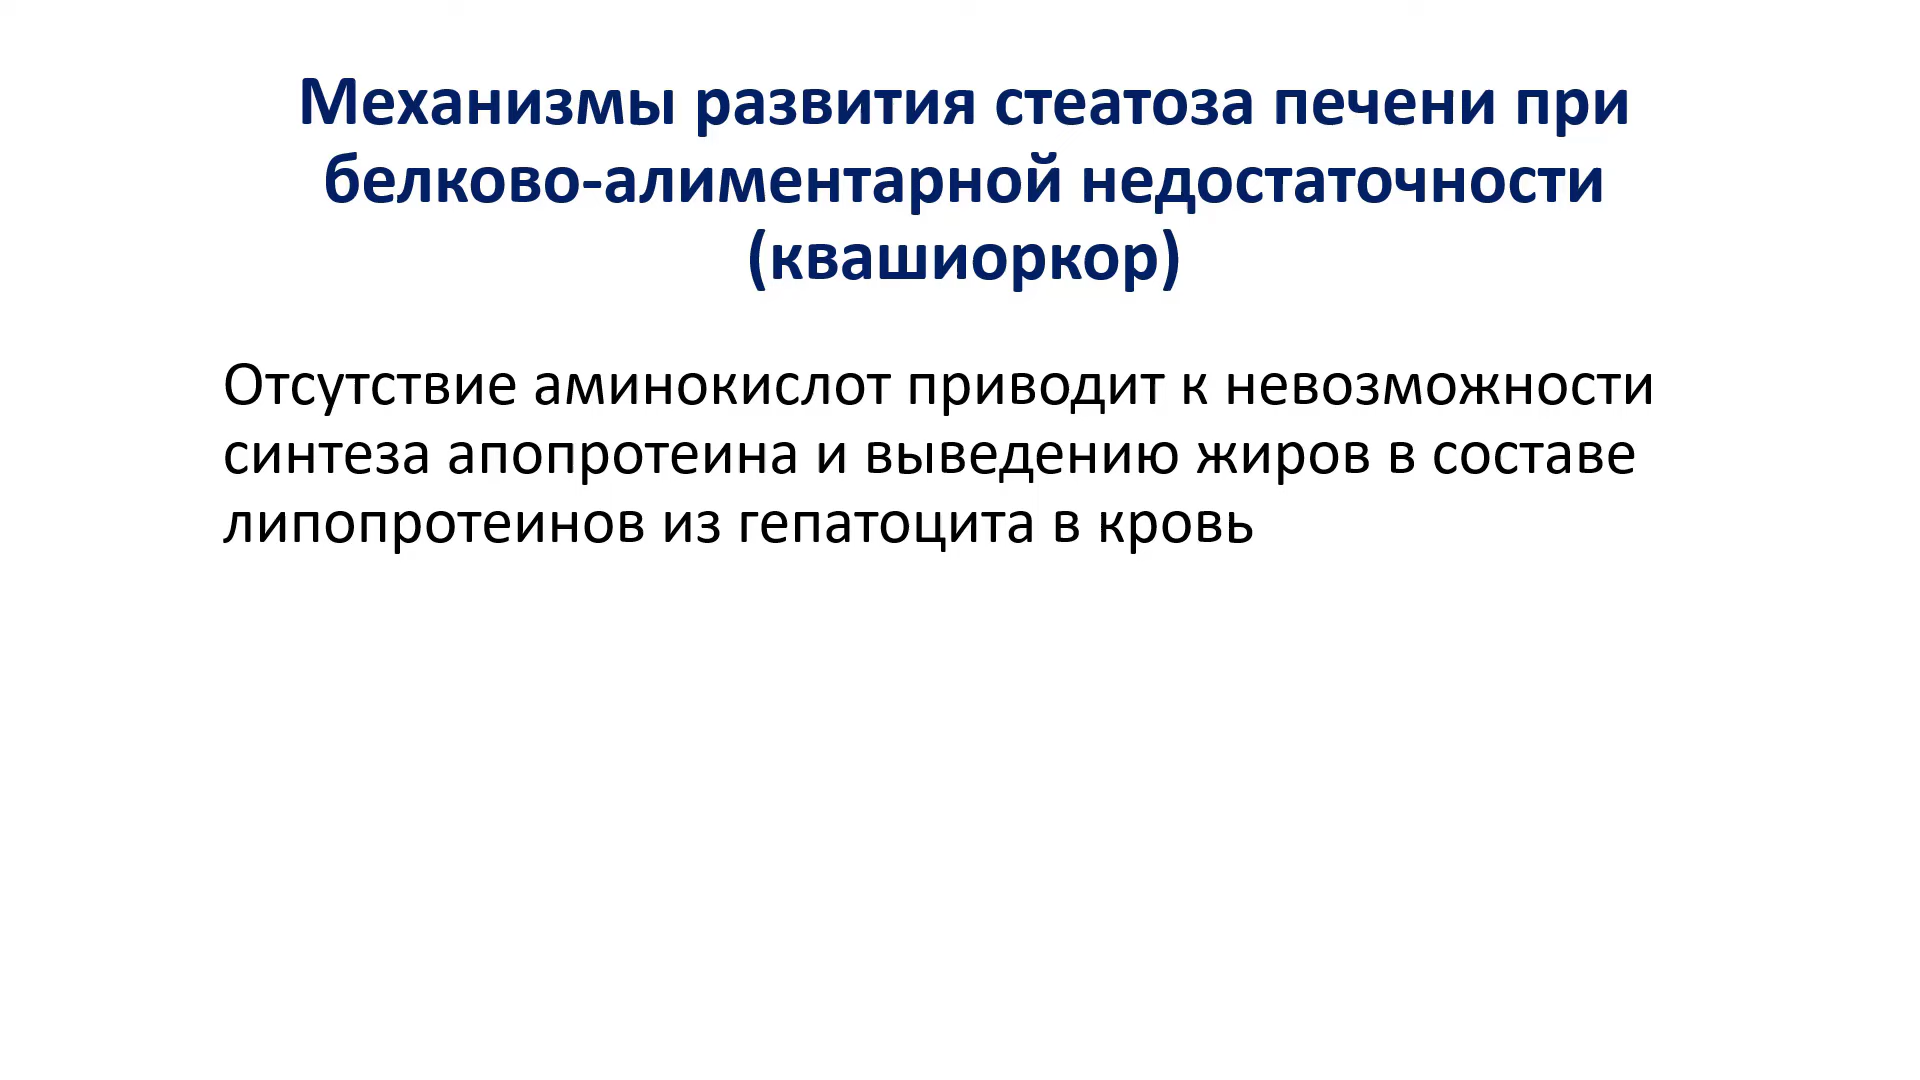 Механизмы развития стеатоза печени при
белково-алиментарной недостаточности
(квашиоркор)
Отсутствие аминокислот приводит к невозможности
синтеза апопротеина и выведению жиров в составе
липопротеинов из гепатоцита в кровь